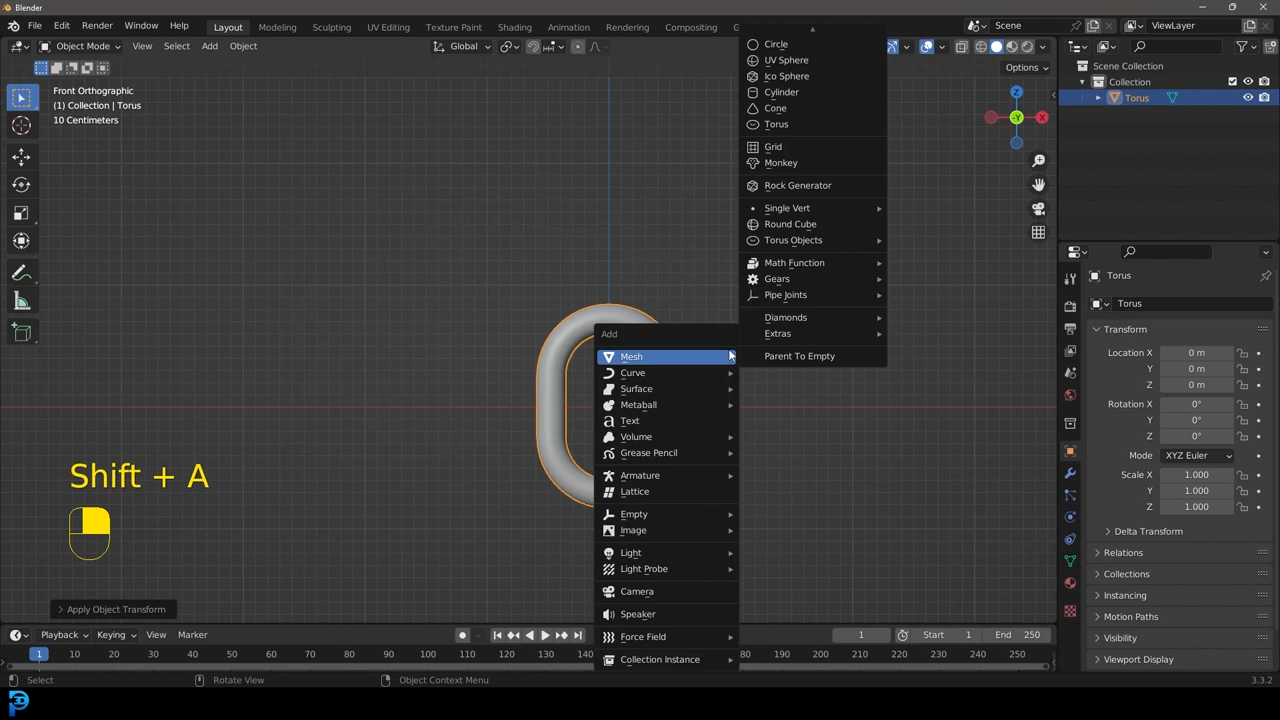 Blender
File Edit Render Window Help Layout Modeling Sculpting UV Editing Texture Paint Shading Animation Rendering Compositing Scene ViewLayer
Object Mode View Select Add Object Global
Options
Front Orthographic
(1) Collection | Torus
10 Centimeters
Circle
UV Sphere
Ico Sphere
Cylinder
Cone
Torus
Grid
Monkey
Rock Generator
Single Vert
Round Cube
Torus Objects
Math Function
Gears
Pipe Joints
Diamonds
Extras
Parent To Empty
Z
X
-Y
Add
Mesh
Curve
Surface
Metaball
Text
Volume
Grease Pencil
Armature
Lattice
Empty
Image
Light
Light Probe
Camera
Speaker
Force Field
Collection Instance
Shift + A
Apply Object Transform
Scene Collection
Collection
Torus
Torus
Torus
Transform
Location X 0 m
Y 0 m
Z 0 m
Rotation X 0°
Y 0°
Z 0°
Mode XYZ Euler
Scale X 1.000
Y 1.000
Z 1.000
Delta Transform
Relations
Collections
Instancing
Motion Paths
Visibility
Viewport Display
Playback Keying View Marker 1 Start 1 End 250
1 10 20 30 40 50 60 70 80 90 100 110 120 130 180 190 200 210 220 230 240 250
Select Rotate View Object Context Menu 3.3.2